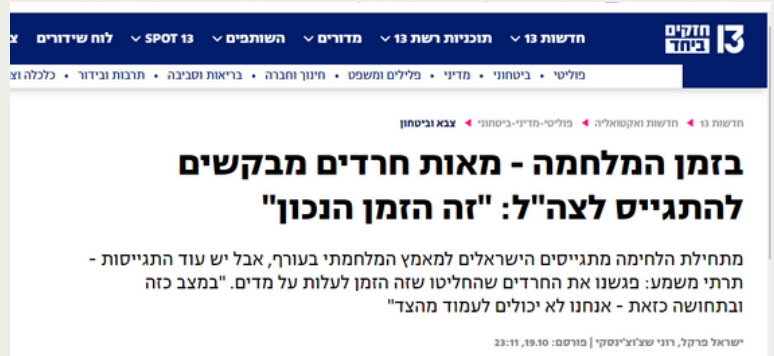 13 חזקים ביחד
חדשות 13 תוכניות רשת 13 מדורים השותפים SPOT 13 לוח שידורים
פוליטי • ביטחוני • מדיני • פלילים ומשפט • חינוך וחברה • בריאות וסביבה • תרבות ובידור • כלכלה
חדשות 13 חדשות ואקטואליה פוליטי-מדיני-ביטחוני צבא וביטחון
בזמן המלחמה - מאות חרדים מבקשים
להתגייס לצה"ל: "זה הזמן הנכון"
מתחילת הלחימה מתגייסים הישראלים למאמץ המלחמתי בעורף, אבל יש עוד התגייסות -
תרתי משמע: פגשנו את החרדים שהחליטו שזה הזמן לעלות על מדים. "במצב כזה
ובתחושה כזאת - אנחנו לא יכולים לעמוד מהצד"
ישראל פרקל, רוני שצ'וצ'ינסקי | פורסם: 19.10, 23:11